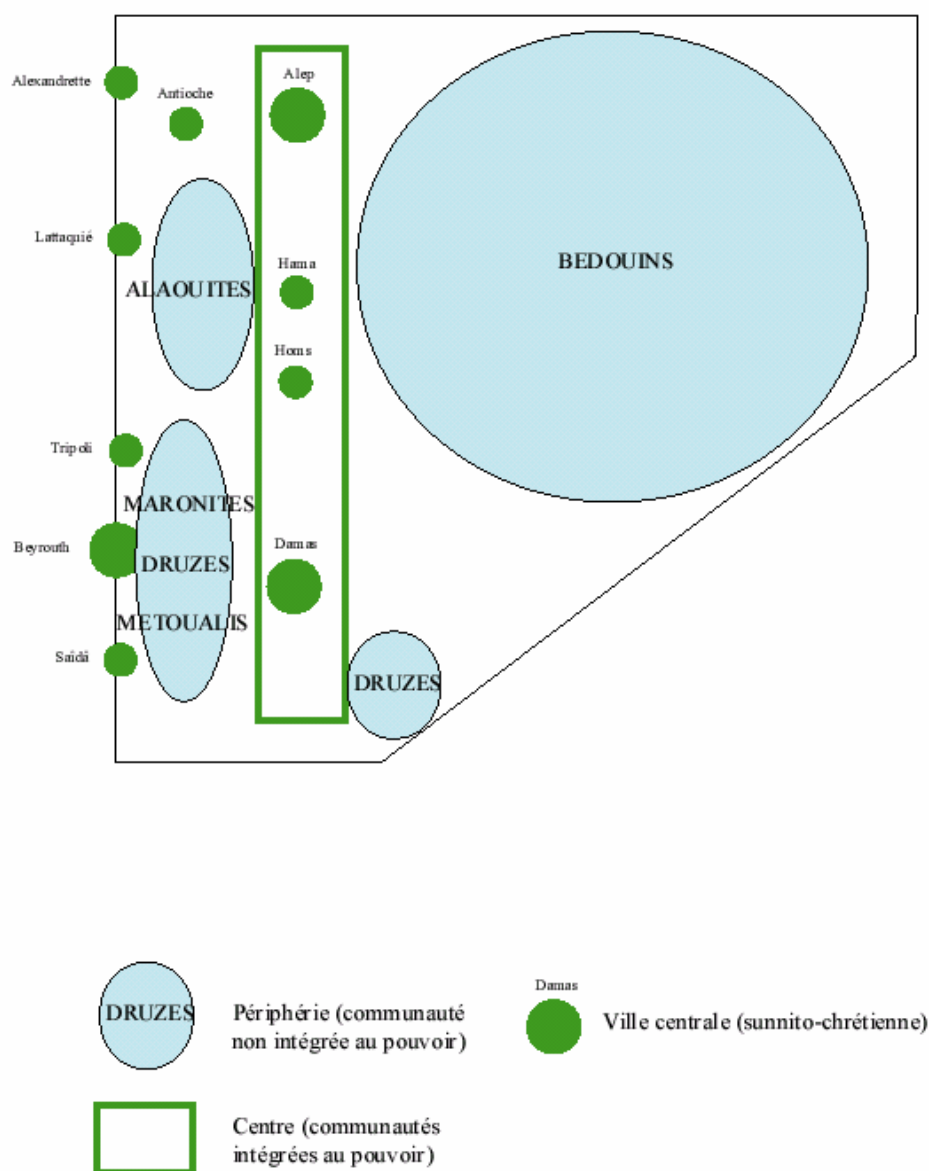 Alexandrette
Antioche
Alep
Lattaquié
ALAOUITES
Hama
BEDOUINS
Homs
Tripoli
MARONITES
Beyrouth
DRUZES
Damas
METOUALIS
Saïdā
DRUZES
DRUZES
Périphérie (communauté
non intégrée au pouvoir)
Damas
Ville centrale (sunnito-chrétienne)
Centre (communautés
intégrées au pouvoir)